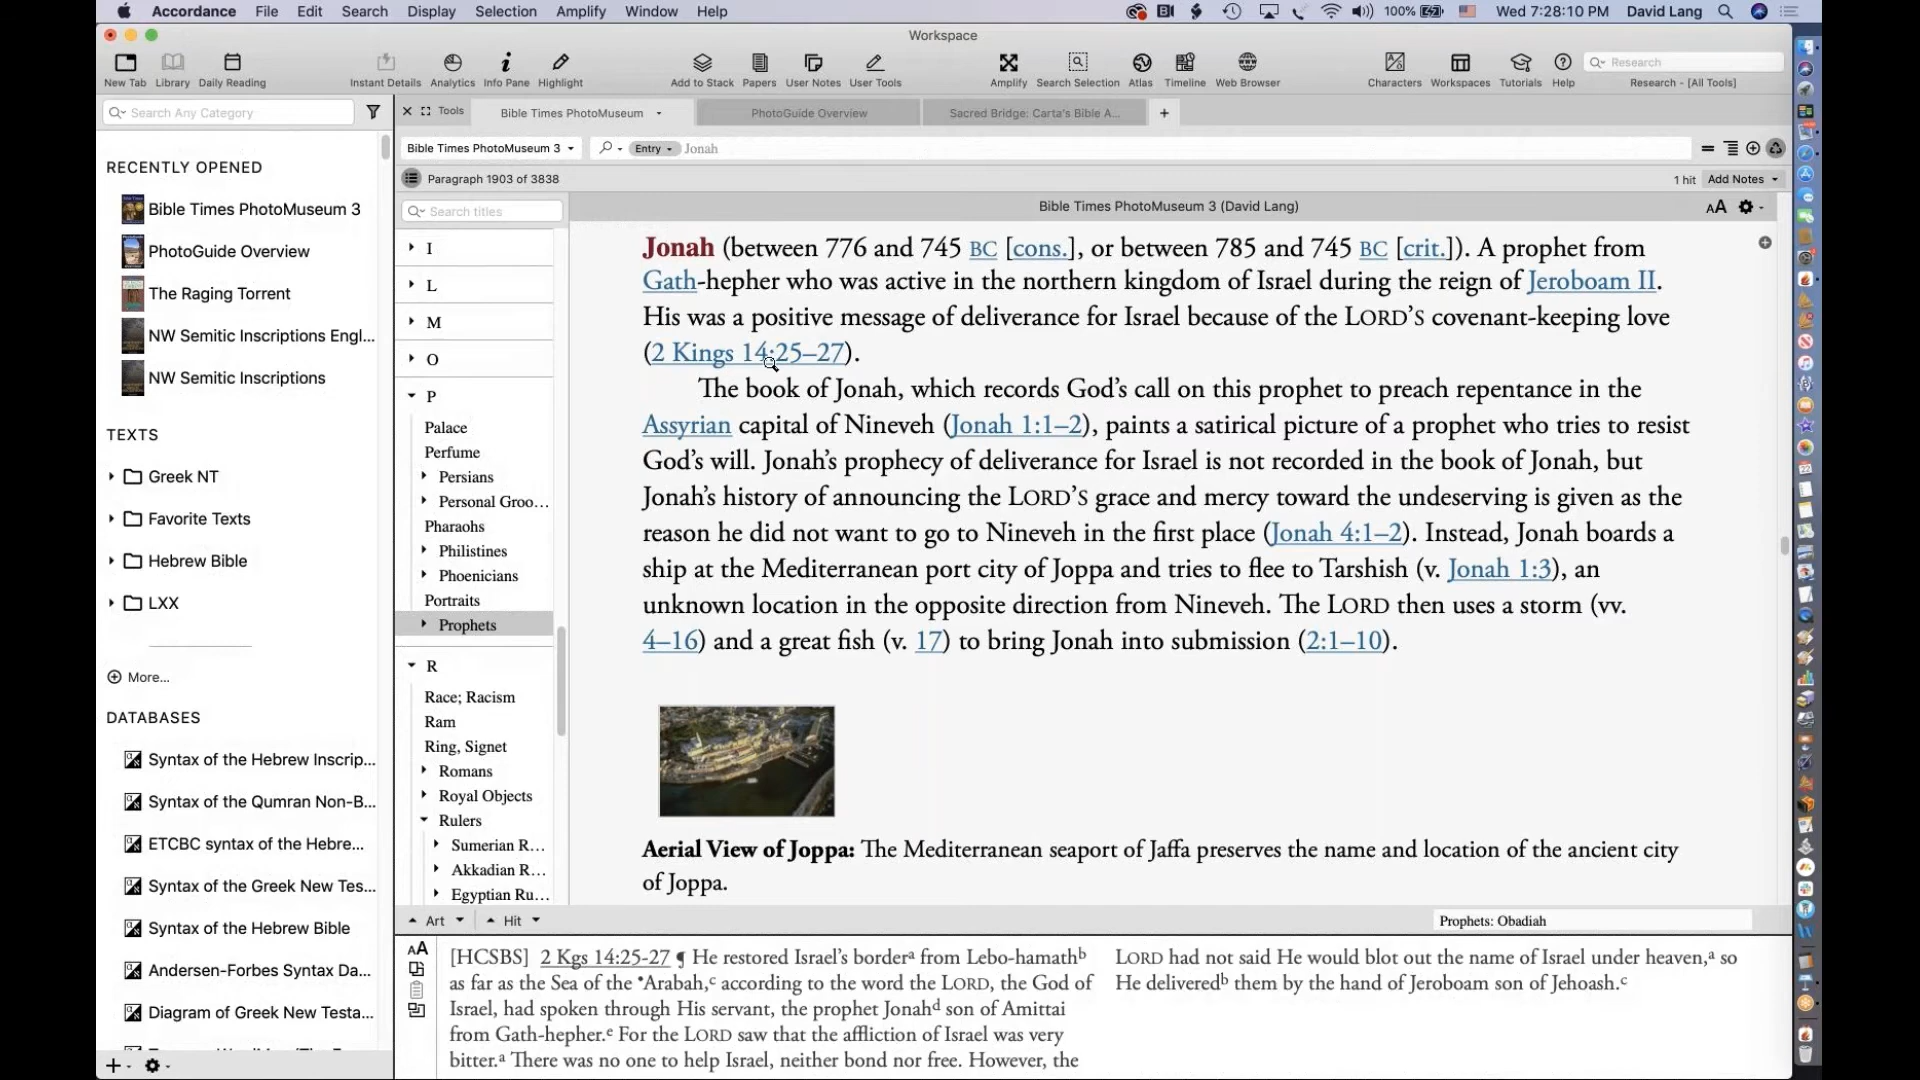 Accordance File Edit Search Display Selection Amplify Window Help 100% Wed 7:28:10 PM David Lang
Workspace
New Tab Library Daily Reading Instant Details Analytics Info Pane Highlight Add to Stack Papers User Notes User Tools Amplify Search Selection Atlas Timeline Web Browser Characters Workspaces Tutorials Help Research
Research - [All Tools]
Search Any Category
Tools Bible Times PhotoMuseum PhotoGuide Overview Sacred Bridge: Carta's Bible A...
Bible Times PhotoMuseum 3 Entry Jonah
Paragraph 1903 of 3838 1 hit Add Notes
RECENTLY OPENED
Bible Times PhotoMuseum 3
PhotoGuide Overview
The Raging Torrent
NW Semitic Inscriptions Engl...
NW Semitic Inscriptions
TEXTS
Greek NT
Favorite Texts
Hebrew Bible
LXX
More...
DATABASES
Syntax of the Hebrew Inscrip...
Syntax of the Qumran Non-B...
ETCBC syntax of the Hebre...
Syntax of the Greek New Tes...
Syntax of the Hebrew Bible
Andersen-Forbes Syntax Da...
Diagram of Greek New Testa...
Search titles
I
L
M
O
P
Palace
Perfume
Persians
Personal Groo...
Pharaohs
Philistines
Phoenicians
Portraits
Prophets
R
Race; Racism
Ram
Ring, Signet
Romans
Royal Objects
Rulers
Sumerian R...
Akkadian R...
Egyptian Ru...
Bible Times PhotoMuseum 3 (David Lang) AA
Jonah (between 776 and 745 BC [cons.], or between 785 and 745 BC [crit.]). A prophet from
Gath-hepher who was active in the northern kingdom of Israel during the reign of Jeroboam II.
His was a positive message of deliverance for Israel because of the LORD'S covenant-keeping love
(2 Kings 14:25–27).
The book of Jonah, which records God's call on this prophet to preach repentance in the
Assyrian capital of Nineveh (Jonah 1:1–2), paints a satirical picture of a prophet who tries to resist
God's will. Jonah's prophecy of deliverance for Israel is not recorded in the book of Jonah, but
Jonah's history of announcing the LORD'S grace and mercy toward the undeserving is given as the
reason he did not want to go to Nineveh in the first place (Jonah 4:1–2). Instead, Jonah boards a
ship at the Mediterranean port city of Joppa and tries to flee to Tarshish (v. Jonah 1:3), an
unknown location in the opposite direction from Nineveh. The LORD then uses a storm (vv.
4–16) and a great fish (v. 17) to bring Jonah into submission (2:1–10).
Aerial View of Joppa: The Mediterranean seaport of Jaffa preserves the name and location of the ancient city
of Joppa.
Art Hit Prophets: Obadiah
AA
[HCSBS] 2 Kgs 14:25-27 ¶ He restored Israel's borderᵃ from Lebo-hamathᵇ
as far as the Sea of the *Arabah,ᶜ according to the word the LORD, the God of
Israel, had spoken through His servant, the prophet Jonahᵈ son of Amittai
from Gath-hepher.ᵉ For the LORD saw that the affliction of Israel was very
bitter.ᵃ There was no one to help Israel, neither bond nor free. However, the
LORD had not said He would blot out the name of Israel under heaven,ᵃ so
He deliveredᵇ them by the hand of Jeroboam son of Jehoash.ᶜ